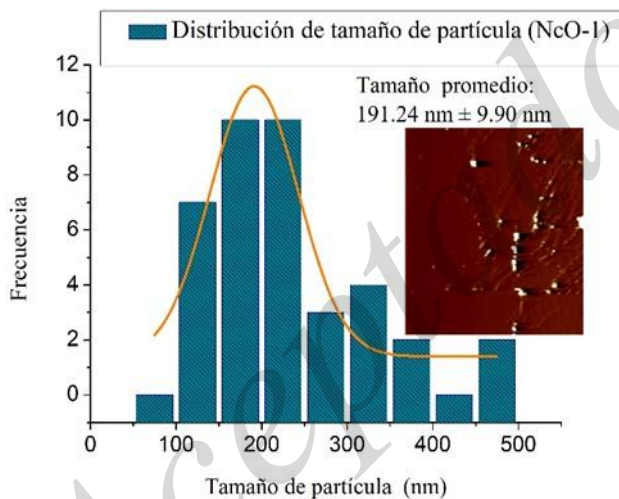 Distribución de tamaño de partícula (NcO-1)
Tamaño promedio:
191.24 nm ± 9.90 nm
12
10
8
6
4
2
0
Frecuencia
0 100 200 300 400 500
Tamaño de partícula (nm)
Aceptado